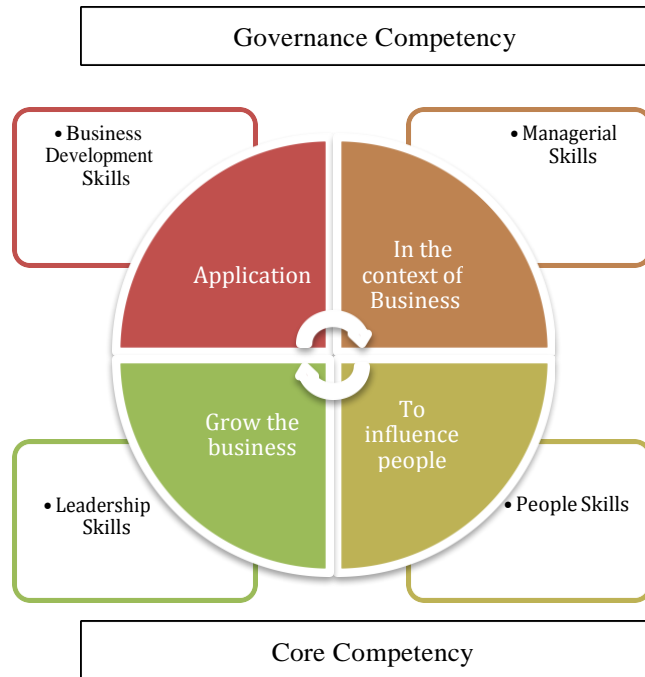 Governance Competency
• Business
Development
Skills
• Managerial
Skills
Application
In the
context of
Business
Grow the
business
To
influence
people
• Leadership
Skills
• People Skills
Core Competency